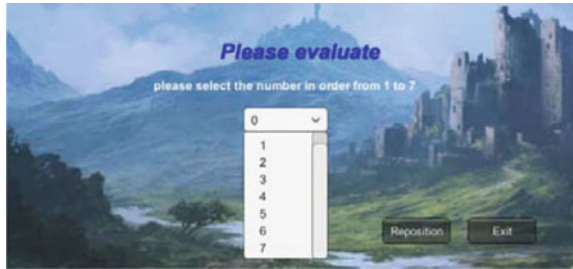 Please evaluate
please select the number in order from 1 to 7
0
1
2
3
4
5
6
7
Reposition
Exit